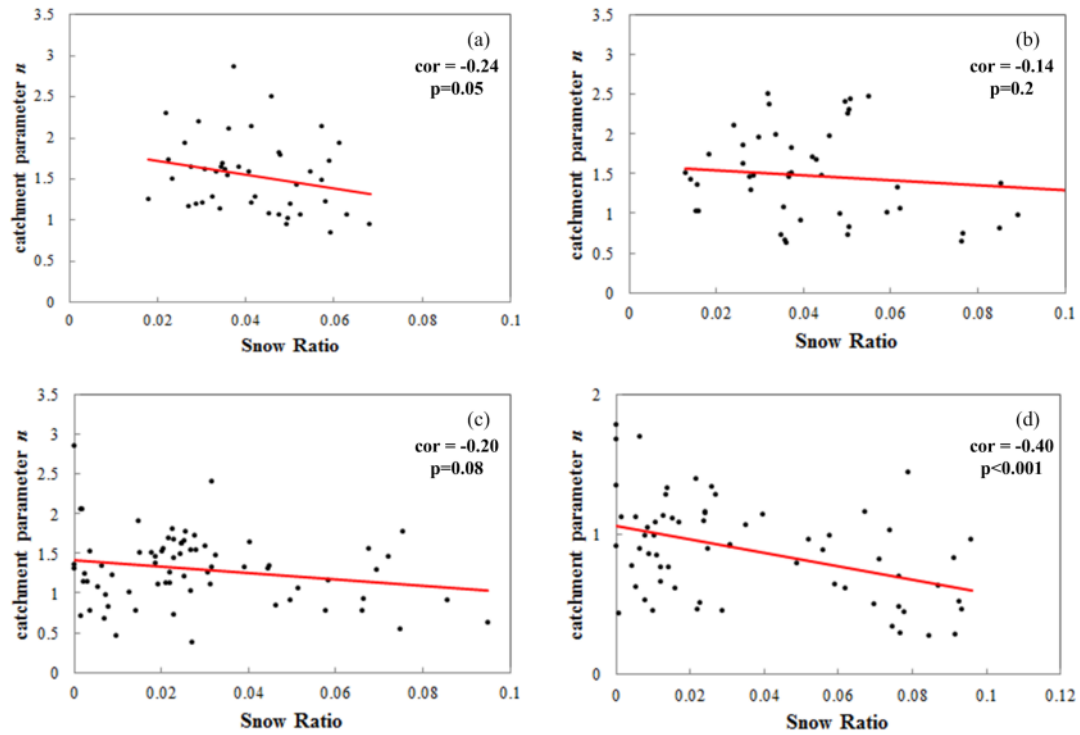 3.5
3
2.5
2
1.5
1
0.5
0
0
0.02
0.04
0.06
0.08
0.1
catchment parameter n
Snow Ratio
(a)
cor = -0.24
p=0.05
3.5
3
2.5
2
1.5
1
0.5
0
0
0.02
0.04
0.06
0.08
0.1
catchment parameter n
Snow Ratio
(b)
cor = -0.14
p=0.2
3.5
3
2.5
2
1.5
1
0.5
0
0
0.02
0.04
0.06
0.08
0.1
catchment parameter n
Snow Ratio
(c)
cor = -0.20
p=0.08
2
1
0
0
0.02
0.04
0.06
0.08
0.1
0.12
catchment parameter n
Snow Ratio
(d)
cor = -0.40
p<0.001